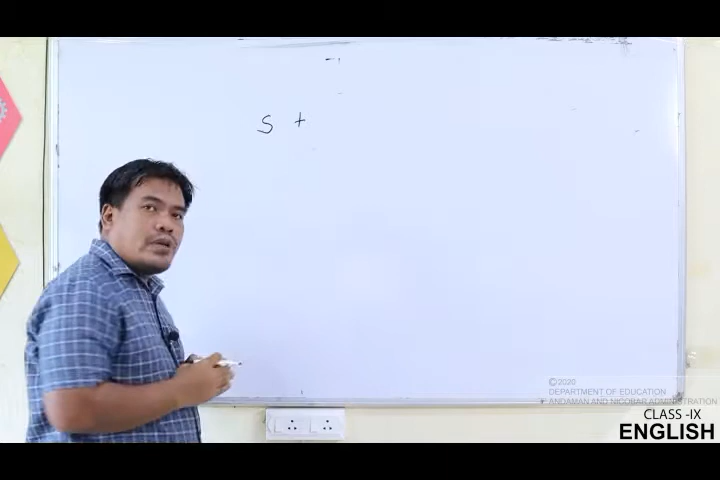 S +
©2020
DEPARTMENT OF EDUCATION
ANDAMAN AND NICOBAR ADMINISTRATION
CLASS -IX
ENGLISH